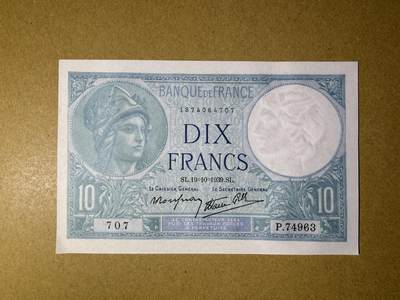 BANQUE DE FRANCE
1874064707
DIX
FRANCS
SL.19-10-1939.SL.
Le Caissier Général
Le Secrétaire Général
10
10
707
P.74963